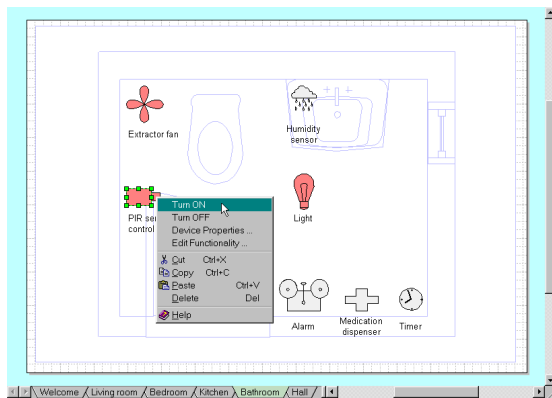 Extractor fan
Humidity
sensor
PIR
control
Light
Turn ON
Turn OFF
Device Properties ...
Edit Functionality ...
Cut Ctrl+X
Copy Ctrl+C
Paste Ctrl+V
Delete Del
Help
Alarm
Medication
dispenser
Timer
Welcome Living room Bedroom Kitchen Bathroom Hall